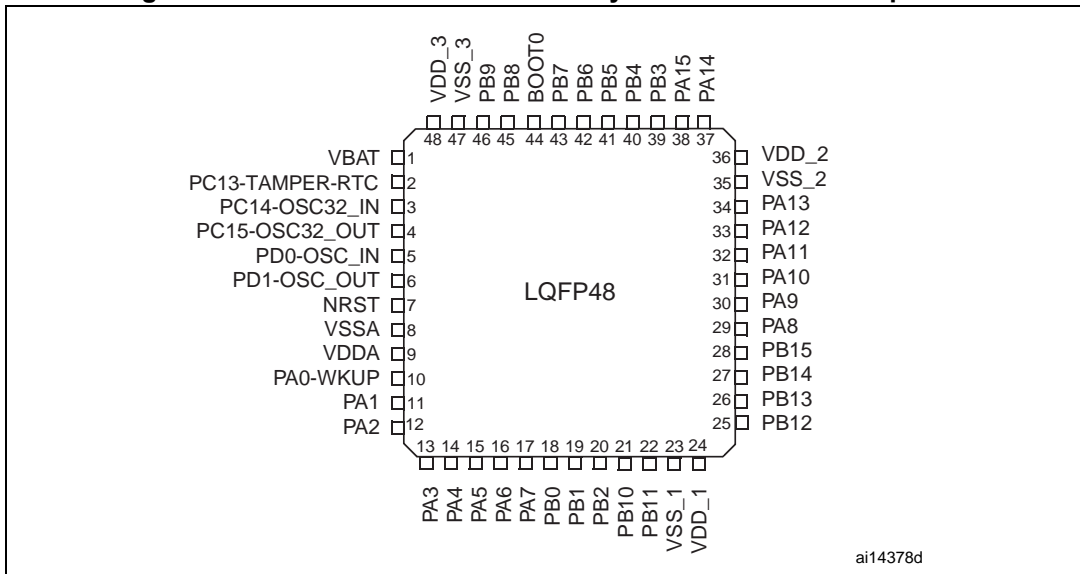 VDD_3
VSS_3
PB9
PB8
BOOT0
PB7
PB6
PB5
PB4
PB3
PA15
PA14
48 47 46 45 44 43 42 41 40 39 38 37
VBAT 1
PC13-TAMPER-RTC 2
PC14-OSC32_IN 3
PC15-OSC32_OUT 4
PD0-OSC_IN 5
PD1-OSC_OUT 6
NRST 7
VSSA 8
VDDA 9
PA0-WKUP 10
PA1 11
PA2 12
LQFP48
36 VDD_2
35 VSS_2
34 PA13
33 PA12
32 PA11
31 PA10
30 PA9
29 PA8
28 PB15
27 PB14
26 PB13
25 PB12
13 14 15 16 17 18 19 20 21 22 23 24
PA3
PA4
PA5
PA6
PA7
PB0
PB1
PB2
PB10
PB11
VSS_1
VDD_1
ai14378d